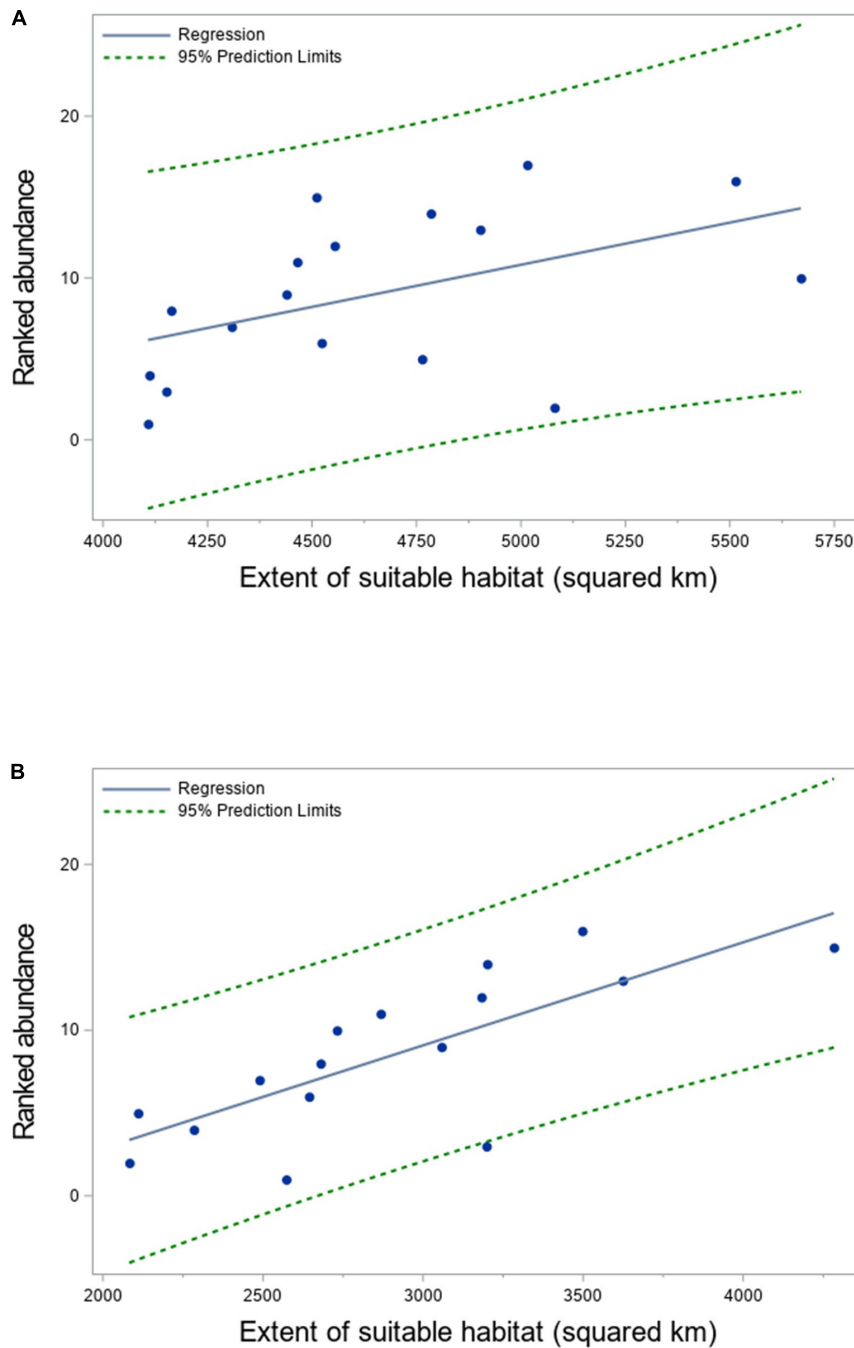 A
Regression
95% Prediction Limits
Ranked abundance
20
10
0
4000 4250 4500 4750 5000 5250 5500 5750
Extent of suitable habitat (squared km)
B
Regression
95% Prediction Limits
Ranked abundance
20
10
0
2000 2500 3000 3500 4000
Extent of suitable habitat (squared km)